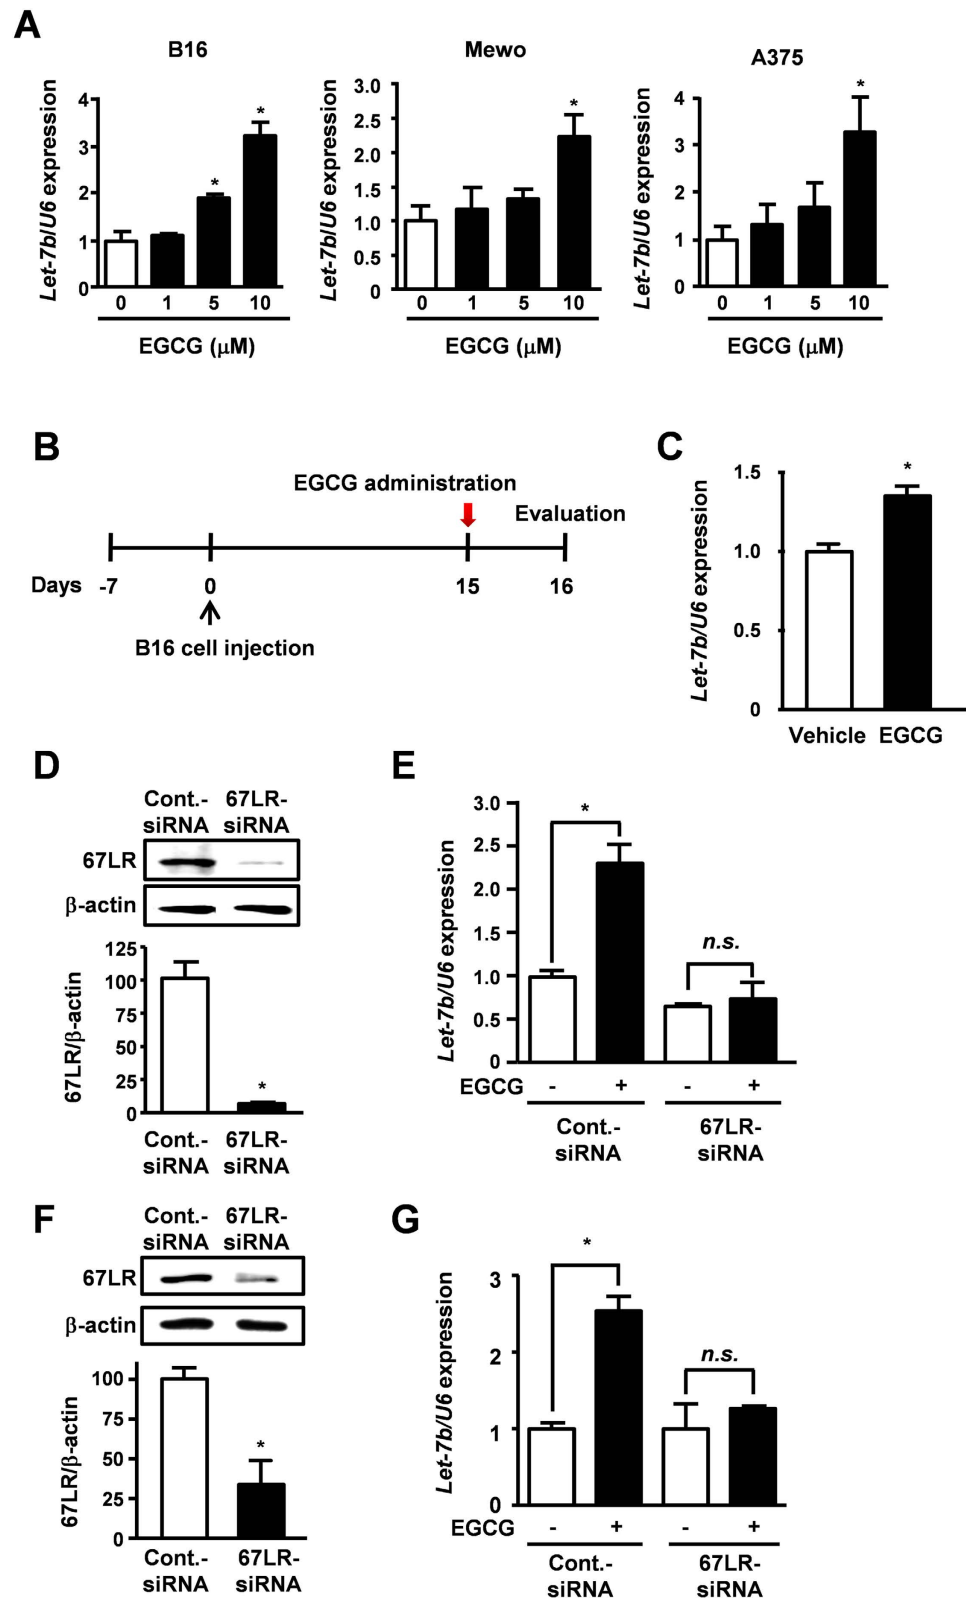 A
B16
Let-7b/U6 expression
4
3
2
1
0
*
*
0 1 5 10
EGCG (μM)
Mewo
Let-7b/U6 expression
3.0
2.5
2.0
1.5
1.0
0.5
0
*
0 1 5 10
EGCG (μM)
A375
Let-7b/U6 expression
4
3
2
1
0
*
0 1 5 10
EGCG (μM)
B
EGCG administration
Evaluation
Days -7 0 15 16
B16 cell injection
C
Let-7b/U6 expression
1.5
1.0
0.5
0
*
Vehicle EGCG
D
Cont.- 67LR-
siRNA siRNA
67LR
β-actin
67LR/β-actin
125
100
75
50
25
0
*
Cont.- 67LR-
siRNA siRNA
E
Let-7b/U6 expression
3.0
2.5
2.0
1.5
1.0
0.5
0
*
n.s.
EGCG - + - +
Cont.- 67LR-
siRNA siRNA
F
Cont.- 67LR-
siRNA siRNA
67LR
β-actin
67LR/β-actin
100
75
50
25
0
*
Cont.- 67LR-
siRNA siRNA
G
Let-7b/U6 expression
3
2
1
0
*
n.s.
EGCG - + - +
Cont.- 67LR-
siRNA siRNA